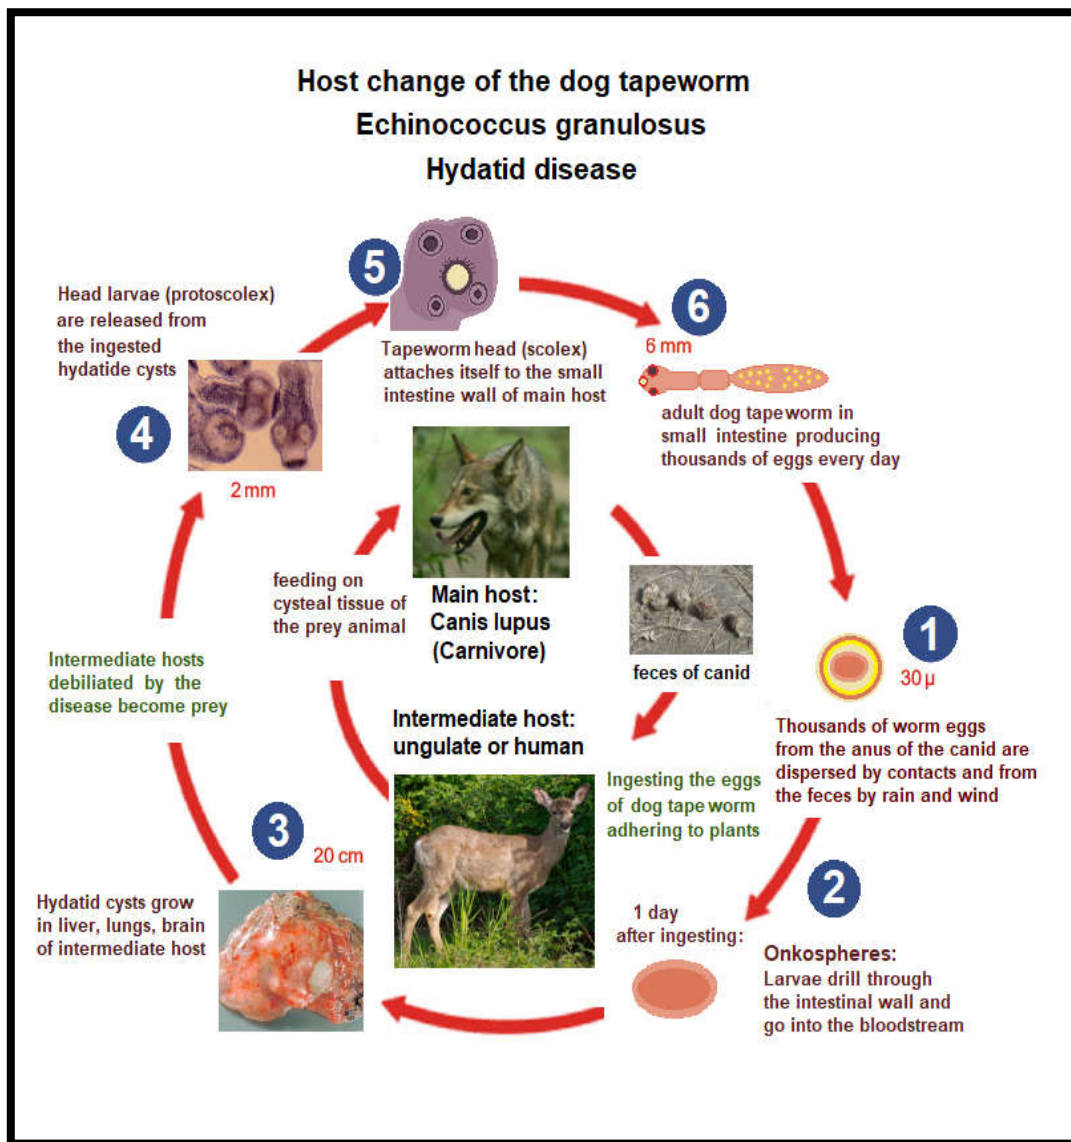 Host change of the dog tapeworm
Echinococcus granulosus
Hydatid disease
5
Head larvae (protoscolex)
are released from
the ingested
hydatide cysts
4
2 mm
Tapeworm head (scolex)
attaches itself to the small
intestine wall of main host
6
6 mm
adult dog tapeworm in
small intestine producing
thousands of eggs every day
feeding on
cysteal tissue of
the prey animal
Main host:
Canis lupus
(Carnivore)
feces of canid
1
30 µ
Thousands of worm eggs
from the anus of the canid are
dispersed by contacts and from
the feces by rain and wind
Intermediate hosts
debiliated by the
disease become prey
Intermediate host:
ungulate or human
Ingesting the eggs
of dog tapeworm
adhering to plants
3
20 cm
Hydatid cysts grow
in liver, lungs, brain
of intermediate host
2
1 day
after ingesting:
Onkospheres:
Larvae drill through
the intestinal wall and
go into the bloodstream